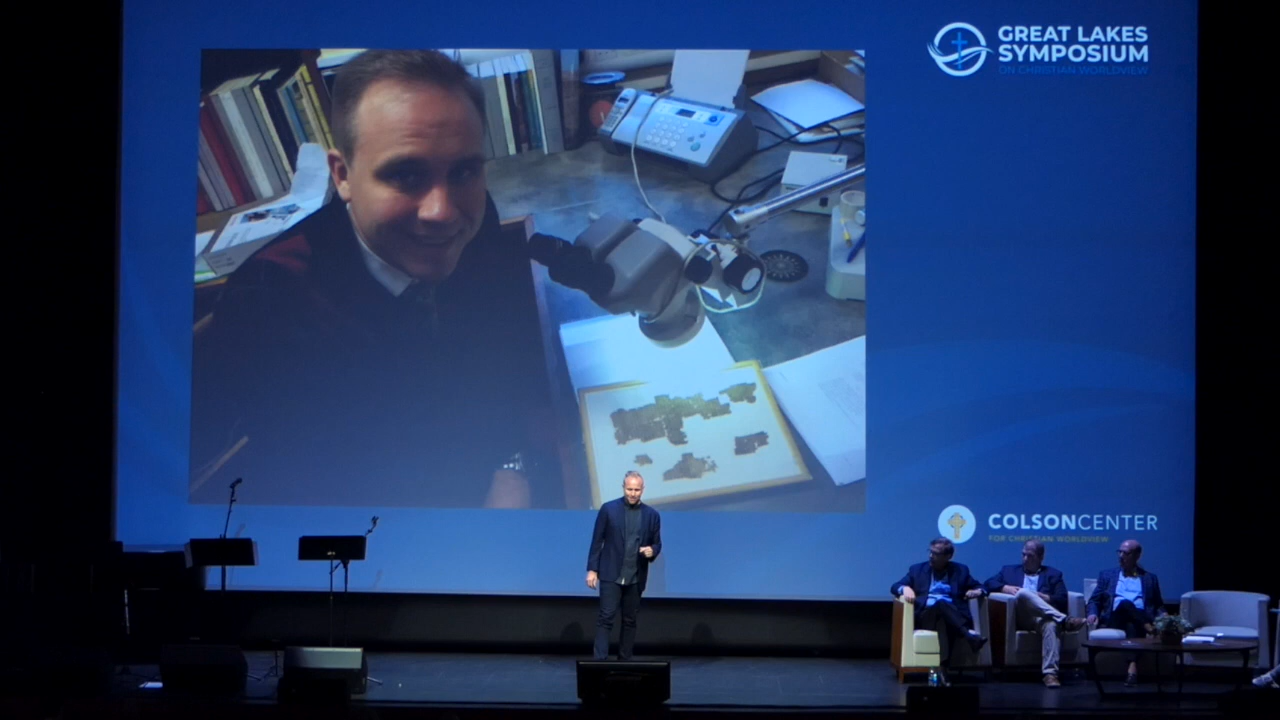 GREAT LAKES
SYMPOSIUM
ON CHRISTIAN WORLDVIEW
COLSONCENTER
FOR CHRISTIAN WORLDVIEW